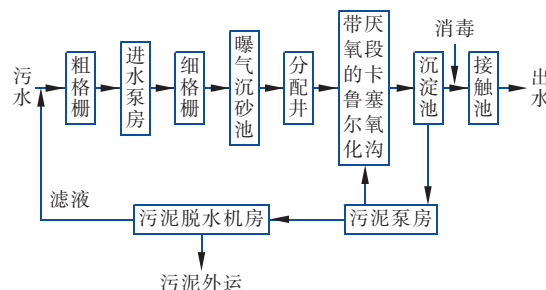 污水
粗格栅
进水泵房
细格栅
曝气沉砂池
分配井
带厌氧段的卡鲁塞尔氧化沟
沉淀池
消毒
接触池
出水
滤液
污泥脱水机房
污泥泵房
污泥外运